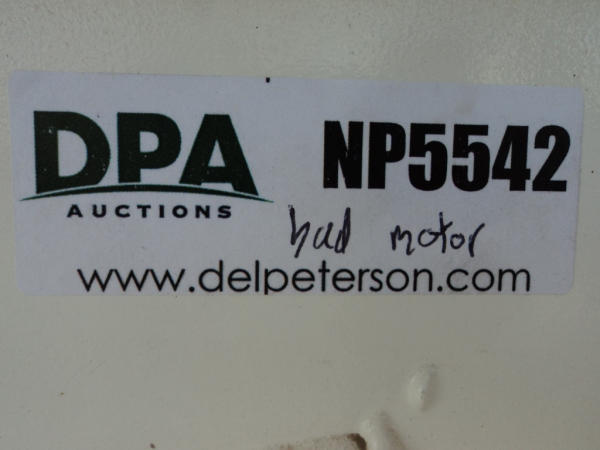 DPA
AUCTIONS
NP5542
bad motor
www.delpeterson.com